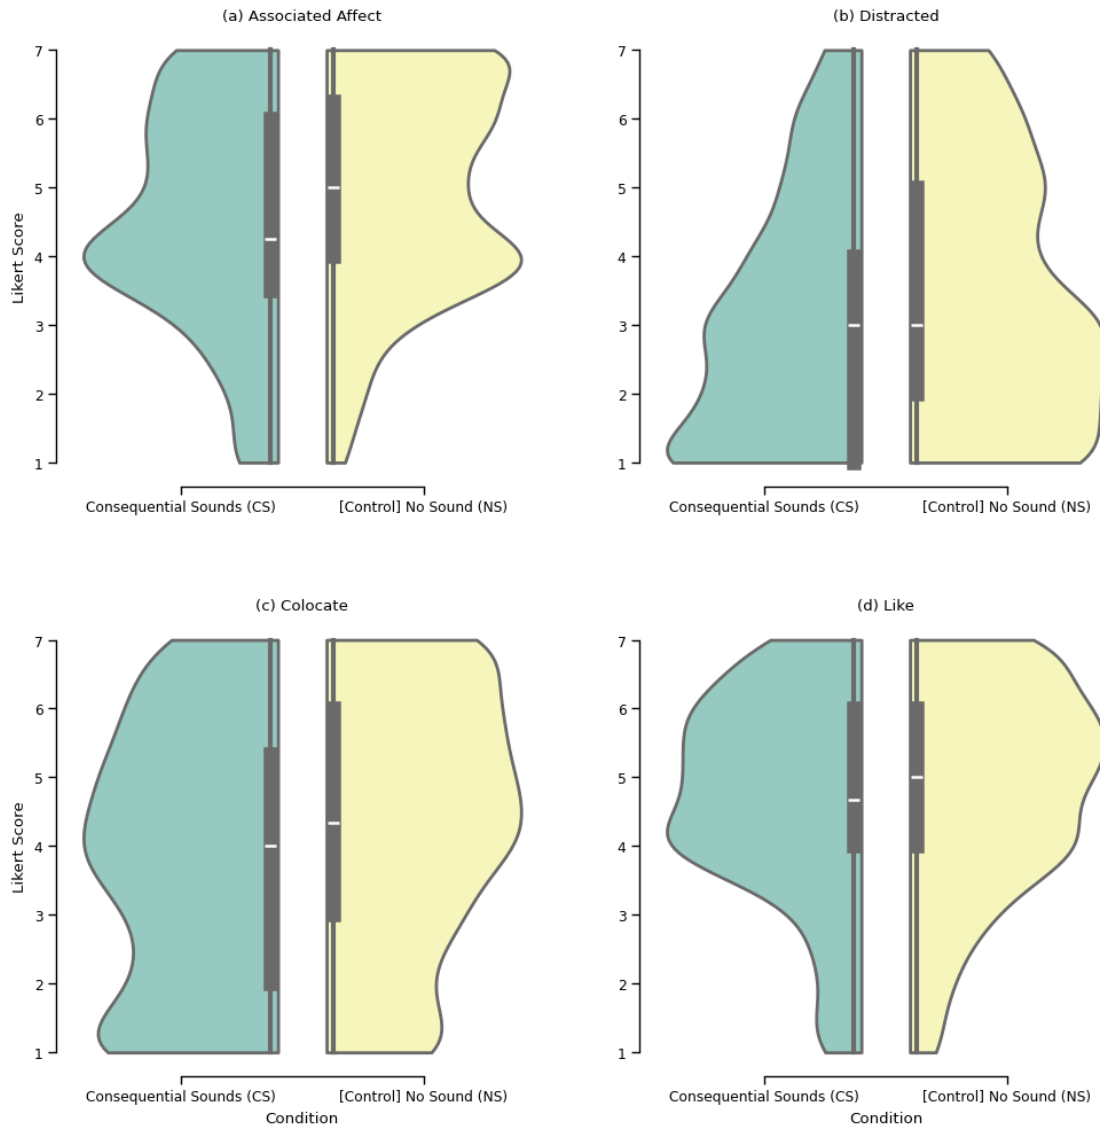 (a) Associated Affect
(b) Distracted
7
6
5
4
3
2
1
Likert Score
7
6
5
4
3
2
1
Consequential Sounds (CS)
[Control] No Sound (NS)
Consequential Sounds (CS)
[Control] No Sound (NS)
(c) Colocate
(d) Like
7
6
5
4
3
2
1
Likert Score
7
6
5
4
3
2
1
Consequential Sounds (CS)
[Control] No Sound (NS)
Condition
Consequential Sounds (CS)
[Control] No Sound (NS)
Condition